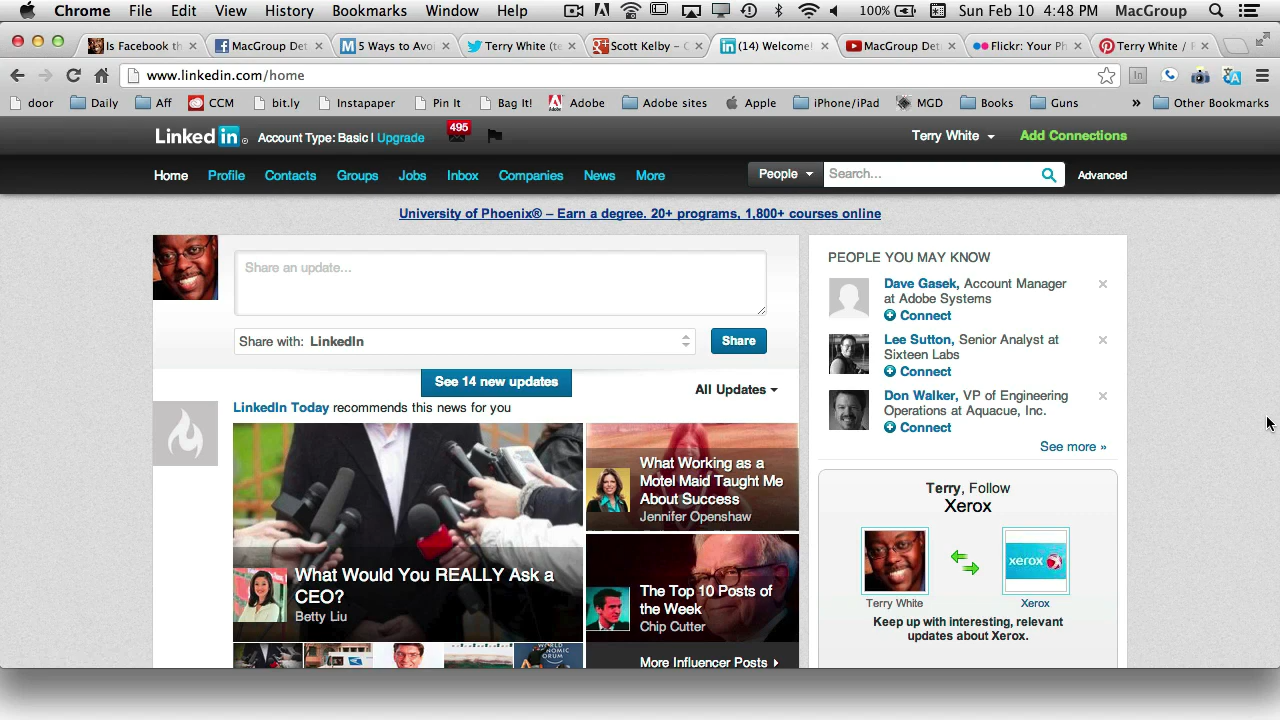 Chrome File Edit View History Bookmarks Window Help 100% Sun Feb 10 4:48 PM MacGroup
Is Facebook th MacGroup Det 5 Ways to Avoi Terry White (te Scott Kelby - (14) Welcome! MacGroup Det Flickr: Your Ph Terry White / P
www.linkedin.com/home
door Daily Aff CCM bit.ly Instapaper Pin It Bag It! Adobe Adobe sites Apple iPhone/iPad MGD Books Guns » Other Bookmarks
Linked in Account Type: Basic | Upgrade 495 Terry White Add Connections
Home Profile Contacts Groups Jobs Inbox Companies News More People Search... Advanced
University of Phoenix® – Earn a degree. 20+ programs, 1,800+ courses online
Share an update...
Share with: LinkedIn Share
See 14 new updates
All Updates
LinkedIn Today recommends this news for you
What Would You REALLY Ask a
CEO?
Betty Liu
What Working as a
Motel Maid Taught Me
About Success
Jennifer Openshaw
The Top 10 Posts of
the Week
Chip Cutter
More Influencer Posts
PEOPLE YOU MAY KNOW
Dave Gasek, Account Manager
at Adobe Systems
Connect
Lee Sutton, Senior Analyst at
Sixteen Labs
Connect
Don Walker, VP of Engineering
Operations at Aquacue, Inc.
Connect
See more »
Terry, Follow
Xerox
xerox
Terry White Xerox
Keep up with interesting, relevant
updates about Xerox.